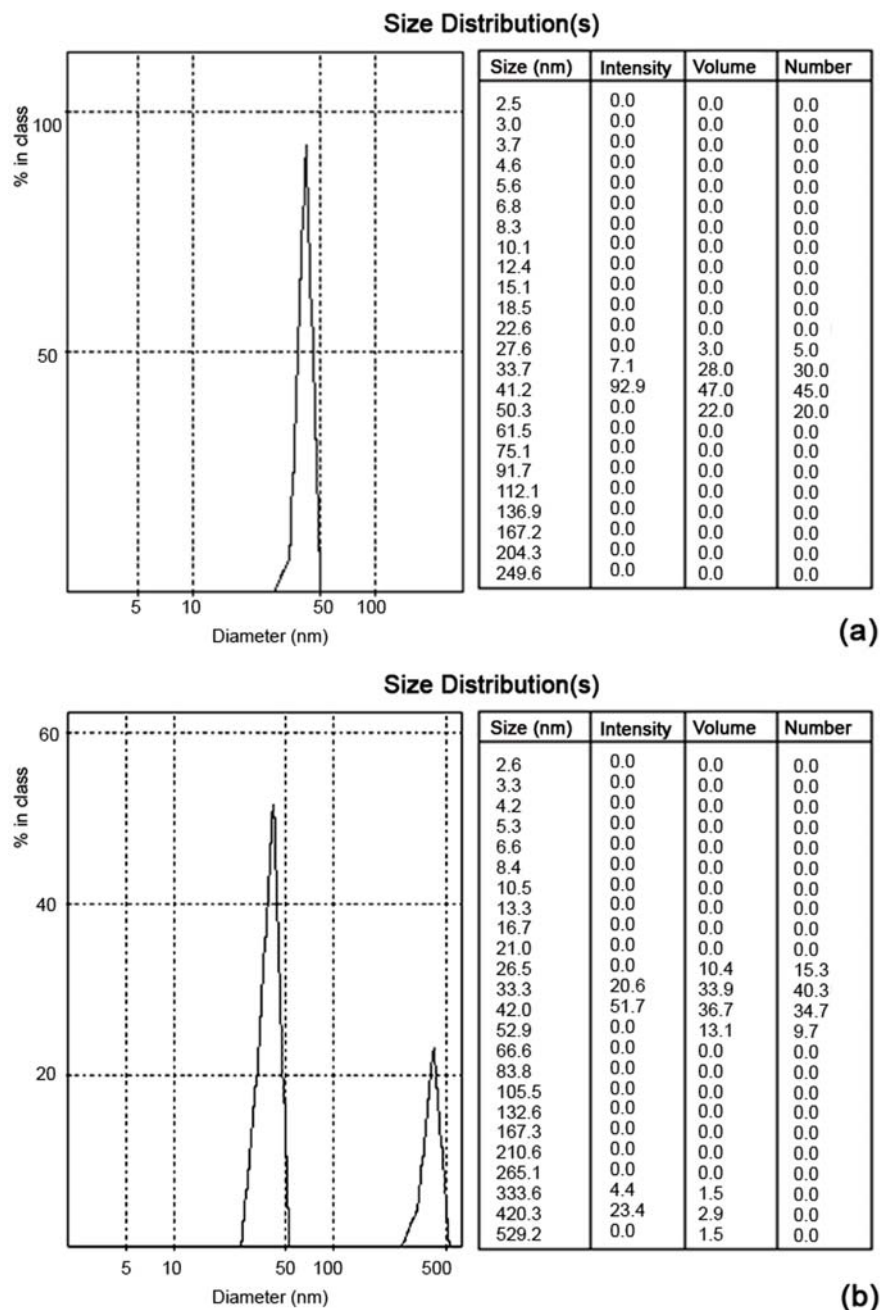 Size Distribution(s)
% in class
100
50
5 10 50 100
Diameter (nm)
Size (nm) Intensity Volume Number
2.5 0.0 0.0 0.0
3.0 0.0 0.0 0.0
3.7 0.0 0.0 0.0
4.6 0.0 0.0 0.0
5.6 0.0 0.0 0.0
6.8 0.0 0.0 0.0
8.3 0.0 0.0 0.0
10.1 0.0 0.0 0.0
12.4 0.0 0.0 0.0
15.1 0.0 0.0 0.0
18.5 0.0 0.0 0.0
22.6 0.0 0.0 0.0
27.6 0.0 3.0 5.0
33.7 7.1 28.0 30.0
41.2 92.9 47.0 45.0
50.3 0.0 22.0 20.0
61.5 0.0 0.0 0.0
75.1 0.0 0.0 0.0
91.7 0.0 0.0 0.0
112.1 0.0 0.0 0.0
136.9 0.0 0.0 0.0
167.2 0.0 0.0 0.0
204.3 0.0 0.0 0.0
249.6 0.0 0.0 0.0
(a)
Size Distribution(s)
% in class
60
40
20
5 10 50 100 500
Diameter (nm)
Size (nm) Intensity Volume Number
2.6 0.0 0.0 0.0
3.3 0.0 0.0 0.0
4.2 0.0 0.0 0.0
5.3 0.0 0.0 0.0
6.6 0.0 0.0 0.0
8.4 0.0 0.0 0.0
10.5 0.0 0.0 0.0
13.3 0.0 0.0 0.0
16.7 0.0 0.0 0.0
21.0 0.0 0.0 0.0
26.5 0.0 10.4 15.3
33.3 20.6 33.9 40.3
42.0 51.7 36.7 34.7
52.9 0.0 13.1 9.7
66.6 0.0 0.0 0.0
83.8 0.0 0.0 0.0
105.5 0.0 0.0 0.0
132.6 0.0 0.0 0.0
167.3 0.0 0.0 0.0
210.6 0.0 0.0 0.0
265.1 0.0 0.0 0.0
333.6 4.4 1.5 0.0
420.3 23.4 2.9 0.0
529.2 0.0 1.5 0.0
(b)